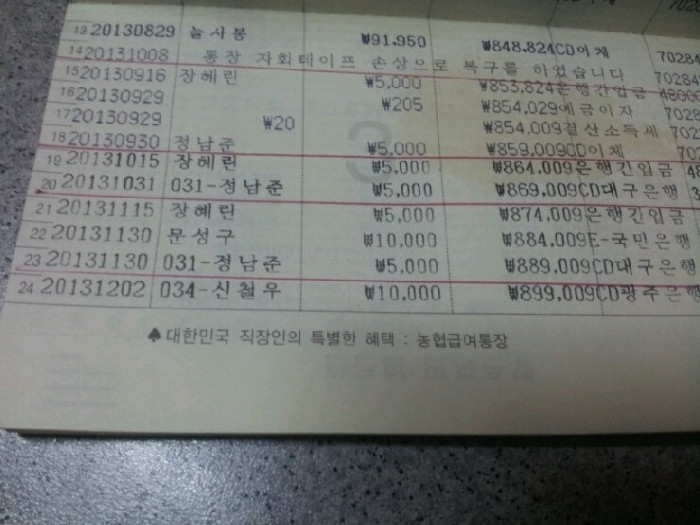 13 20130829 늘사봉 ₩91,950 ₩848,824CD이체
14 20131008 통장 자화테이프 손상으로 복구를 하였습니다 7028
15 20130916 장혜린 ₩5,000 ₩853,824은행간입금
16 20130929 ₩205 ₩854,029예금이자 7028
17 20130929 ₩20 ₩854,009결산소득세
18 20130930 정남준 ₩5,000 ₩859,009CD이체
19 20131015 장혜린 ₩5,000 ₩864,009은행간입금
20 20131031 031-정남준 ₩5,000 ₩869,009CD대구은행
21 20131115 장혜린 ₩5,000 ₩874,009은행간입금
22 20131130 문성구 ₩10,000 ₩884,009E-국민은행
23 20131130 031-정남준 ₩5,000 ₩889,009CD대구은행
24 20131202 034-신철우 ₩10,000 ₩899,009CD광주은행
♠대한민국 직장인의 특별한 혜택 : 농협급여통장